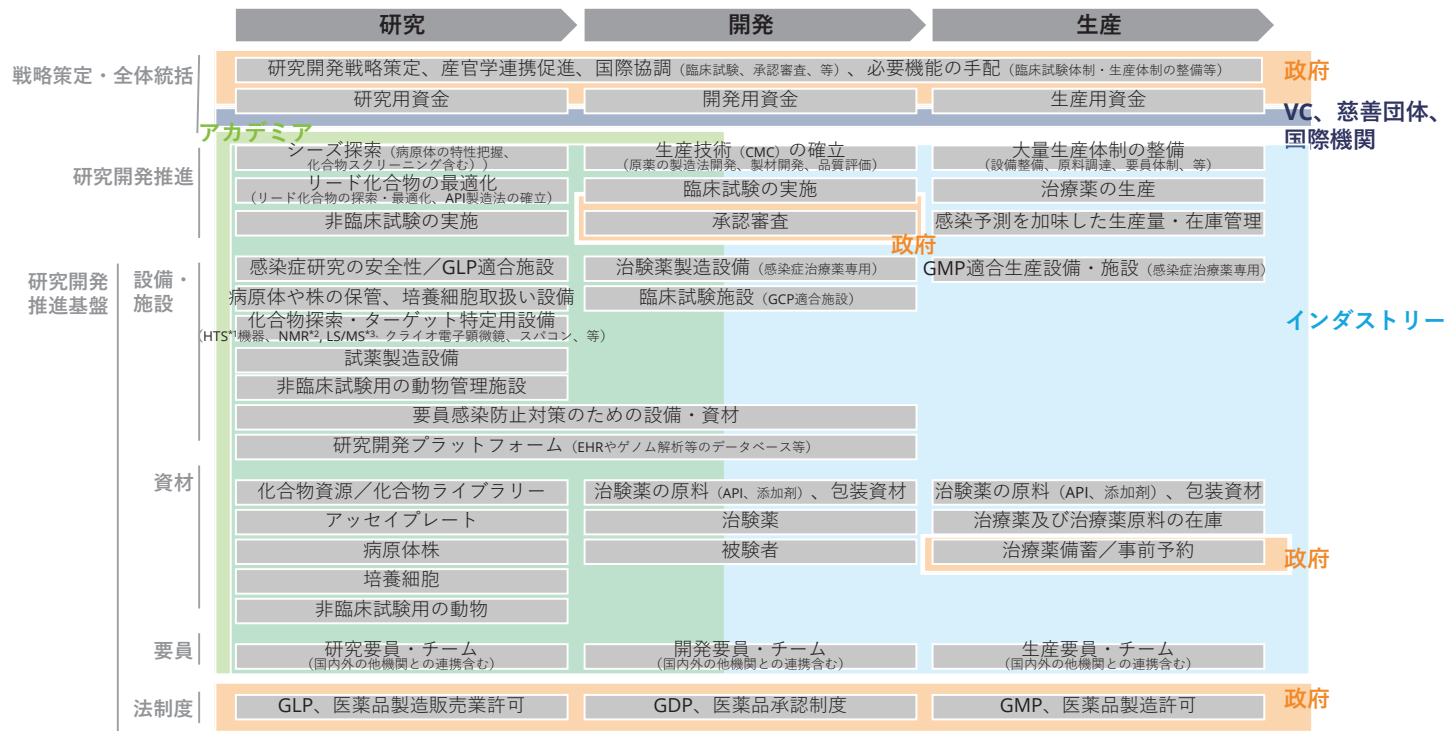 研究
開発
生産
戦略策定・全体統括
研究開発戦略策定、産官学連携促進、国際協調（臨床試験、承認審査、等）、必要機能の手配（臨床試験体制・生産体制の整備等）
政府
研究用資金
開発用資金
生産用資金
VC、慈善団体、
国際機関
アカデミア
研究開発推進
シーズ探索（病原体の特性把握、
化合物スクリーニング含む））
生産技術（CMC）の確立
（原薬の製造法開発、製材開発、品質評価）
大量生産体制の整備
（設備整備、原料調達、要員体制、等）
リード化合物の最適化
（リード化合物の探索・最適化、API製造法の確立）
臨床試験の実施
治療薬の生産
非臨床試験の実施
承認審査
感染予測を加味した生産量・在庫管理
政府
研究開発
推進基盤
設備・
施設
感染症研究の安全性／GLP適合施設
治験薬製造設備（感染症治療薬専用）
GMP適合生産設備・施設（感染症治療薬専用）
病原体や株の保管、培養細胞取扱い設備
臨床試験施設（GCP適合施設）
化合物探索・ターゲット特定用設備
（HTS*1機器、NMR*2, LS/MS*3、クライオ電子顕微鏡、スパコン、等）
インダストリー
試薬製造設備
非臨床試験用の動物管理施設
要員感染防止対策のための設備・資材
研究開発プラットフォーム（EHRやゲノム解析等のデータベース等）
資材
化合物資源／化合物ライブラリー
治験薬の原料（API、添加剤）、包装資材
治験薬の原料（API、添加剤）、包装資材
アッセイプレート
治験薬
治療薬及び治療薬原料の在庫
病原体株
被験者
治療薬備蓄／事前予約
政府
培養細胞
非臨床試験用の動物
要員
研究要員・チーム
（国内外の他機関との連携含む）
開発要員・チーム
（国内外の他機関との連携含む）
生産要員・チーム
（国内外の他機関との連携含む）
法制度
GLP、医薬品製造販売業許可
GDP、医薬品承認制度
GMP、医薬品製造許可
政府